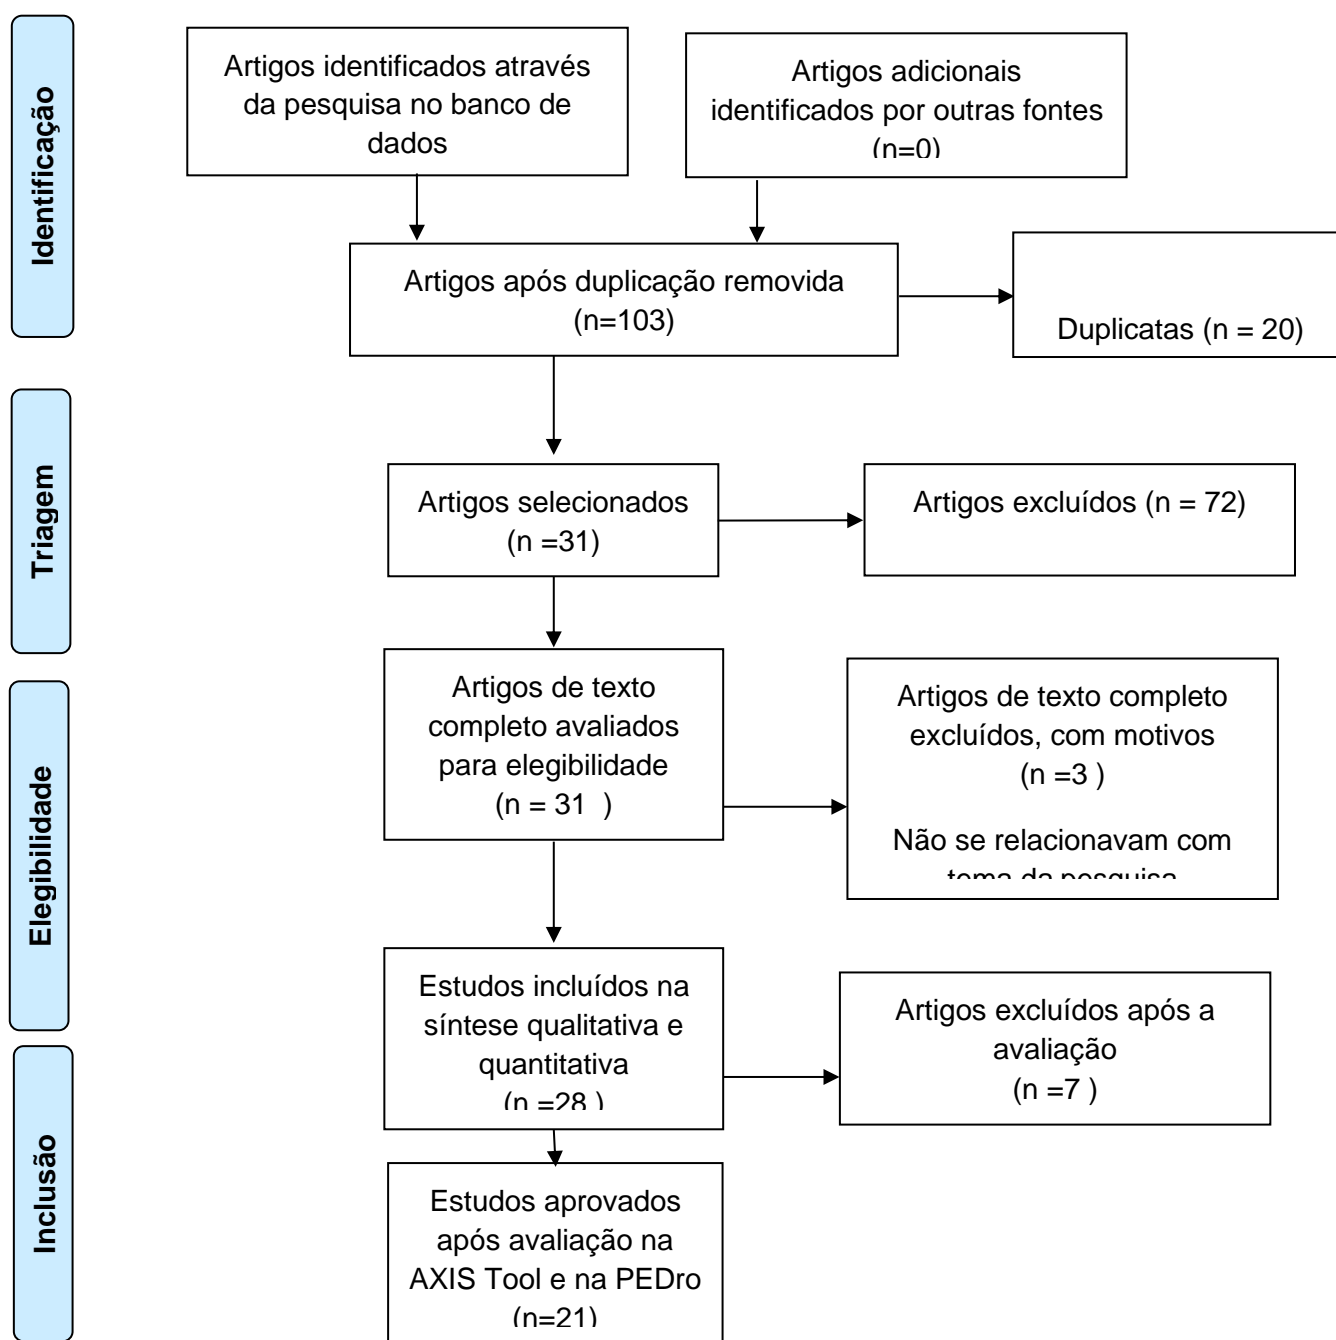 Identificação
Artigos identificados através
da pesquisa no banco de
dados
Artigos adicionais
identificados por outras fontes
(n=0)
Artigos após duplicação removida
(n=103)
Duplicatas (n = 20)
Triagem
Artigos selecionados
(n =31)
Artigos excluídos (n = 72)
Elegibilidade
Artigos de texto
completo avaliados
para elegibilidade
(n = 31  )
Artigos de texto completo
excluídos, com motivos
(n =3 )
Não se relacionavam com
tema da pesquisa
Estudos incluídos na
síntese qualitativa e
quantitativa
(n =28 )
Artigos excluídos após a
avaliação
(n =7 )
Inclusão
Estudos aprovados
após avaliação na
AXIS Tool e na PEDro
(n=21)